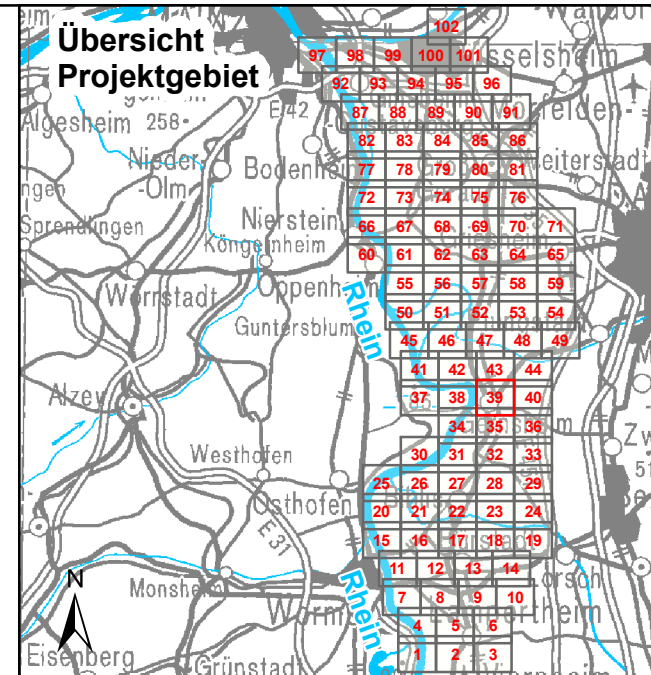 Übersicht
Projektgebiet
102
97 98 99 100 101
sselsheim
92 93 94 95 96
E 42
87 88 89 90 91
Algesheim 258
82 83 84 85 86
Nieder
-Olm
Bodenheim
77 78 79 80 81
72 73 74 75 76
Sprendlingen
Nierstein
66 67 68 69 70 71
Köngernheim
60 61 62 63 64 65
Wörrstadt
Oppenh
55 56 57 58 59
Rhein
50 51 52 53 54
Guntersblum
45 46 47 48 49
41 42 43 44
Alzey
37 38 39 40
34 35 36
Westhofen
30 31 32 33
25 26 27 28 29
Osthofen
20 21 22 23 24
E 31
15 16 17 18 19
11 12 13 14
orsch
N
Monsheim
Rhein
7 8 9 10
Worm
ertheim
4 5 6
Eisenberg
Grünstadt
1 2 3